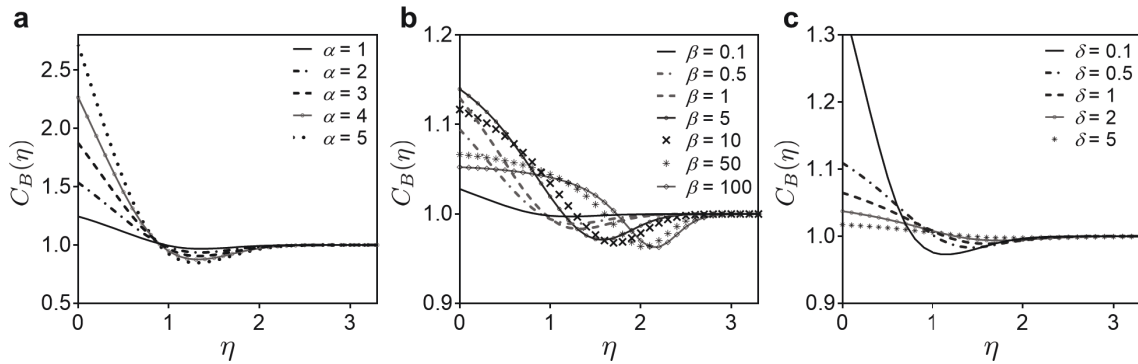 a
C_B(η)
2.5
2.0
1.5
1.0
0.5
0
1
2
3
η
α = 1
α = 2
α = 3
α = 4
α = 5
b
C_B(η)
1.2
1.1
1.0
0.9
0
1
2
3
η
β = 0.1
β = 0.5
β = 1
β = 5
β = 10
β = 50
β = 100
c
C_B(η)
1.3
1.2
1.1
1.0
0.9
0
1
2
3
η
δ = 0.1
δ = 0.5
δ = 1
δ = 2
δ = 5